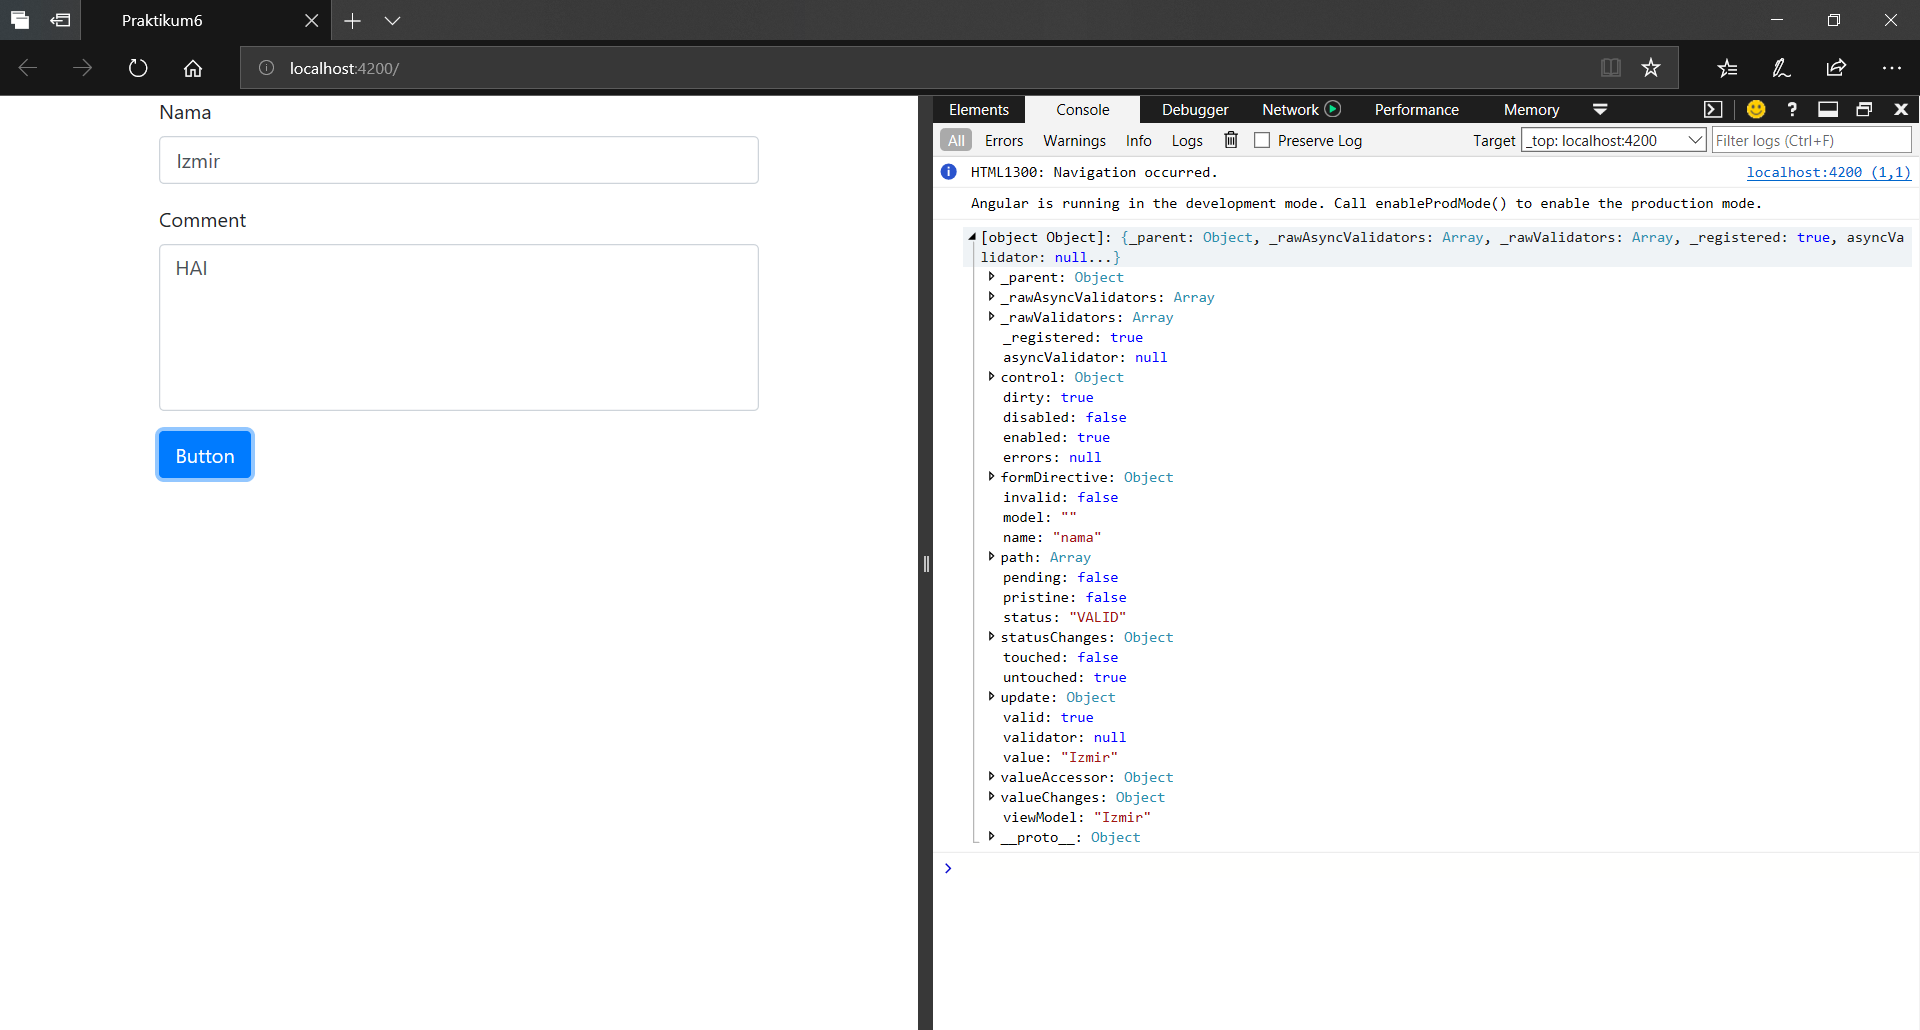 Praktikum6
localhost:4200/
Nama
Izmir
Comment
HAI
Button
Elements Console Debugger Network Performance Memory ?
All Errors Warnings Info Logs Preserve Log Target _top: localhost:4200 Filter logs (Ctrl+F)
HTML1300: Navigation occurred. localhost:4200 (1,1)
Angular is running in the development mode. Call enableProdMode() to enable the production mode.
[object Object]: {_parent: Object, _rawAsyncValidators: Array, _rawValidators: Array, _registered: true, asyncVa
lidator: null...}
_parent: Object
_rawAsyncValidators: Array
_rawValidators: Array
_registered: true
asyncValidator: null
control: Object
dirty: true
disabled: false
enabled: true
errors: null
formDirective: Object
invalid: false
model: ""
name: "nama"
path: Array
pending: false
pristine: false
status: "VALID"
statusChanges: Object
touched: false
untouched: true
update: Object
valid: true
validator: null
value: "Izmir"
valueAccessor: Object
valueChanges: Object
viewModel: "Izmir"
__proto__: Object